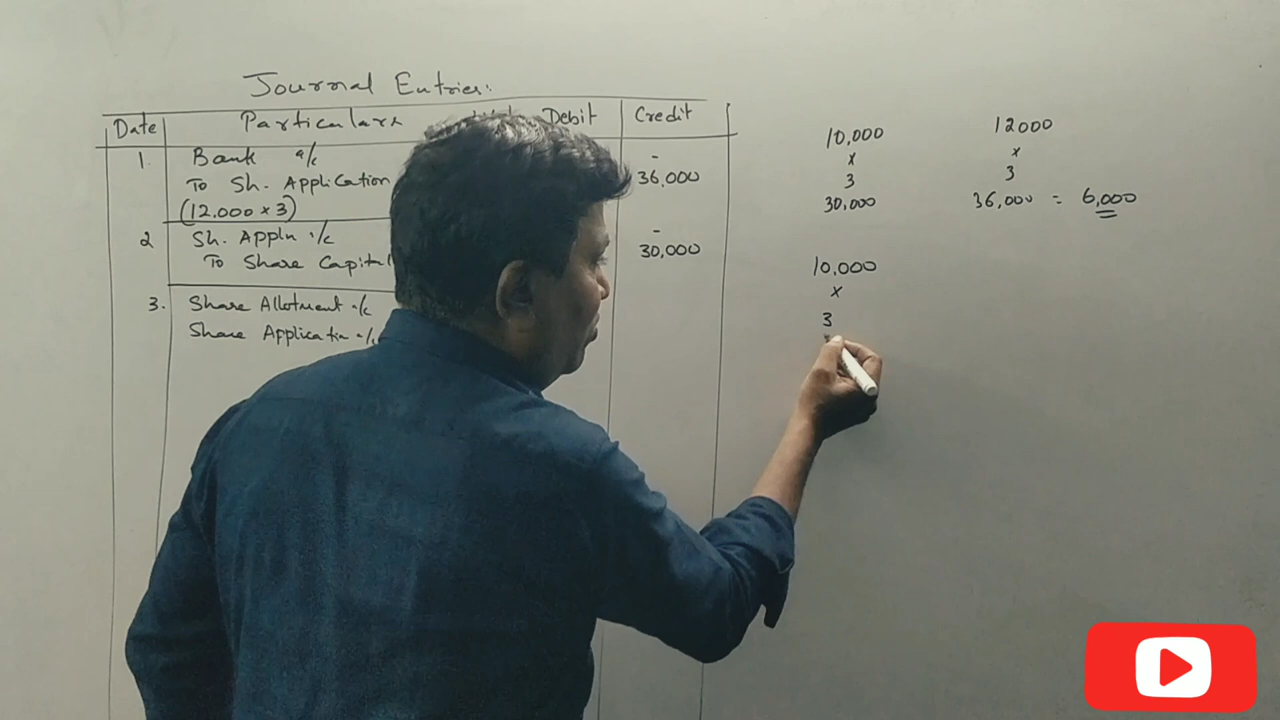 Journal Entries:
Date Particulars Debit Credit
1. Bank a/c -
To Sh. Application 36,000
(12,000 x 3)
2 Sh. Appln a/c -
To Share Capital 30,000
3. Share Allotment a/c
Share Application a/c
10,000
x
3
30,000
12000
x
3
36,000 = 6,000
10,000
x
3